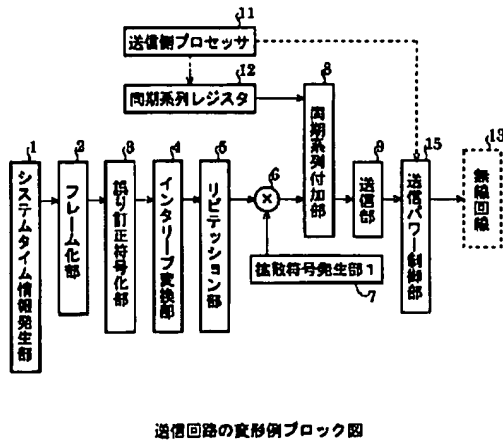 11
送信側プロセッサ
12
同期系列レジスタ
8
同期系列付加部
1
システムタイム情報発生部
2
フレーム化部
3
誤り訂正符号化部
4
インタリーブ変換部
5
リピテッション部
6
×
拡散符号発生部1
7
9
送信部
15
送信パワー制御部
13
無線回線
送信回路の変形例ブロック図